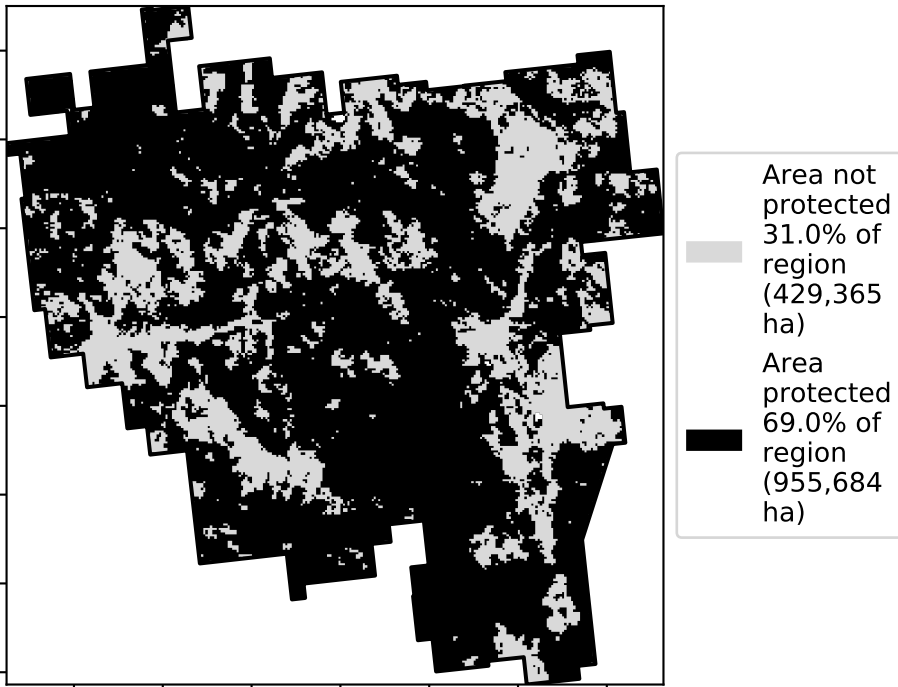 Area not
protected
31.0% of
region
(429,365
ha)
Area
protected
69.0% of
region
(955,684
ha)